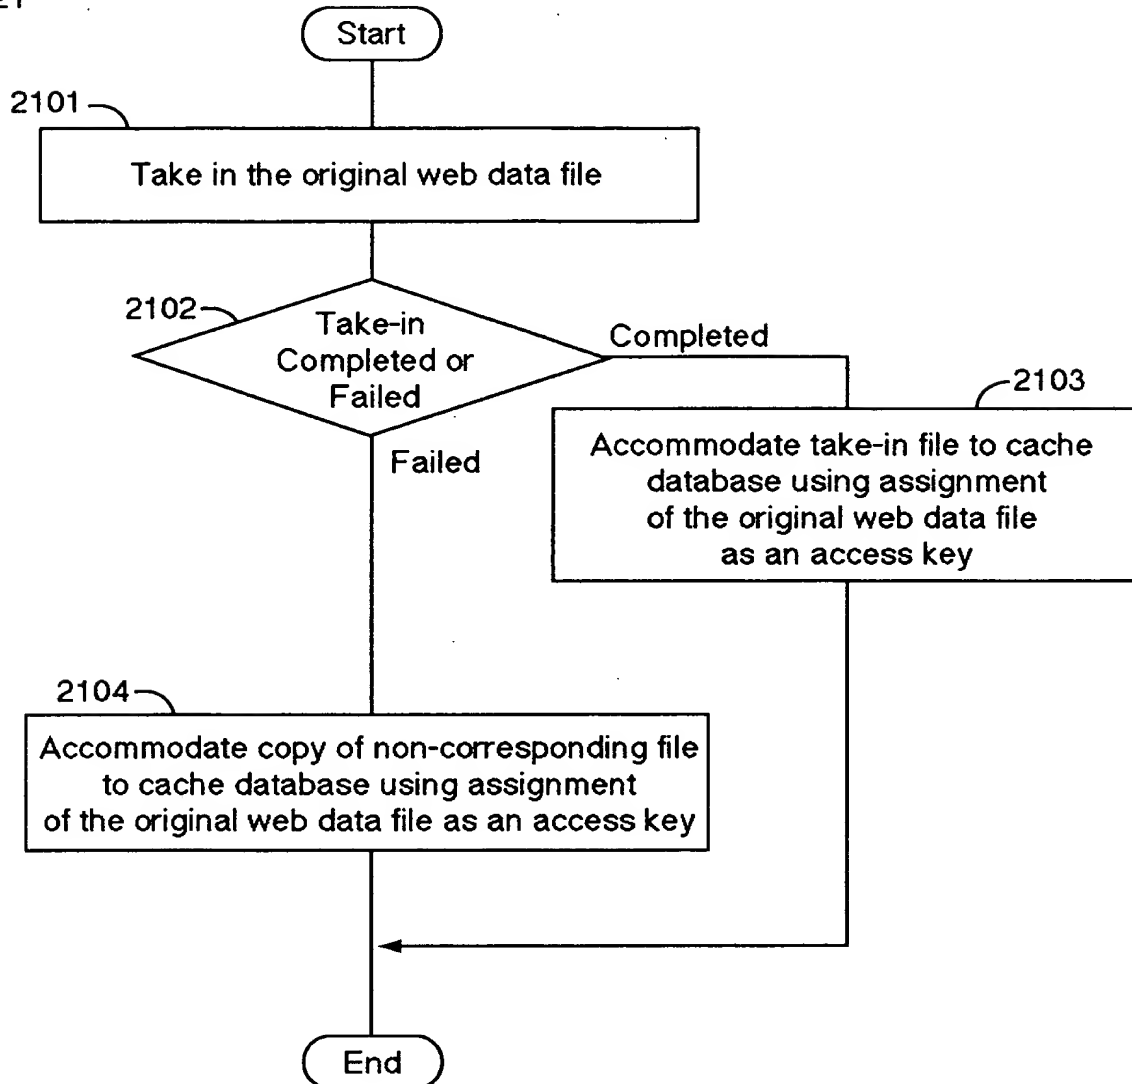 Start
2101
Take in the original web data file
2102
Take-in
Completed or
Failed
Completed
2103
Accommodate take-in file to cache
database using assignment
of the original web data file
as an access key
Failed
2104
Accommodate copy of non-corresponding file
to cache database using assignment
of the original web data file as an access key
End